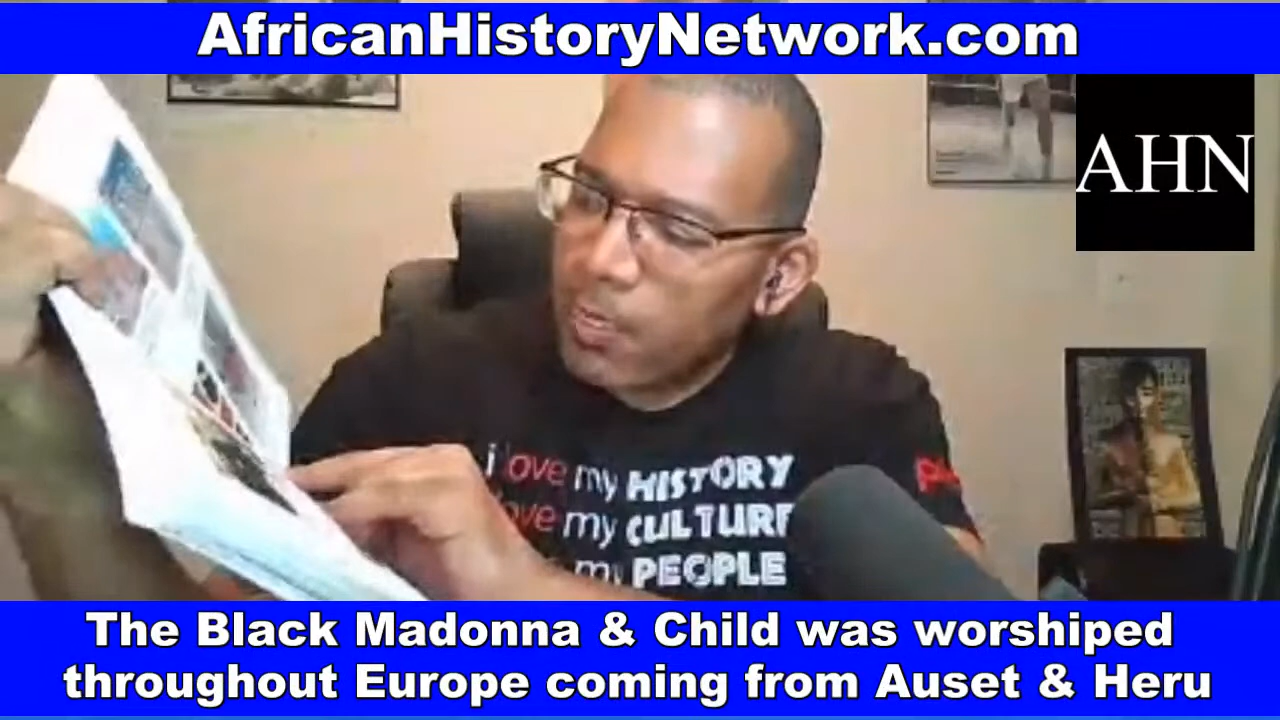 AfricanHistoryNetwork.com
AHN
i love my HISTORY
love my CULTURE
my PEOPLE
The Black Madonna & Child was worshiped
throughout Europe coming from Auset & Heru